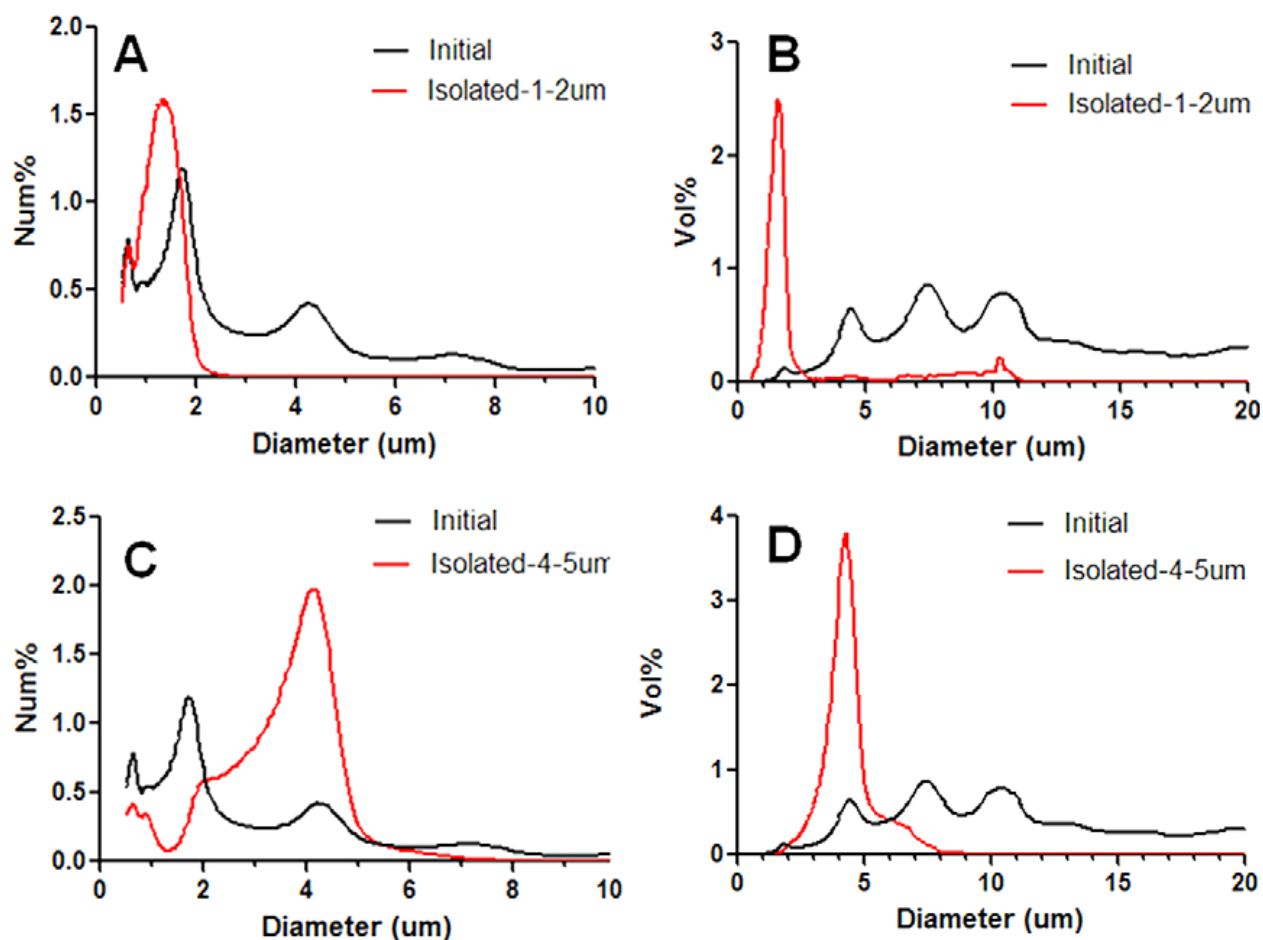 A
Initial
Isolated-1-2um
Num%
2.0
1.5
1.0
0.5
0.0
0 2 4 6 8 10
Diameter (um)
B
Initial
Isolated-1-2um
Vol%
3
2
1
0
0 5 10 15 20
Diameter (um)
C
Initial
Isolated-4-5um
Num%
2.5
2.0
1.5
1.0
0.5
0.0
0 2 4 6 8 10
Diameter (um)
D
Initial
Isolated-4-5um
Vol%
4
3
2
1
0
0 5 10 15 20
Diameter (um)